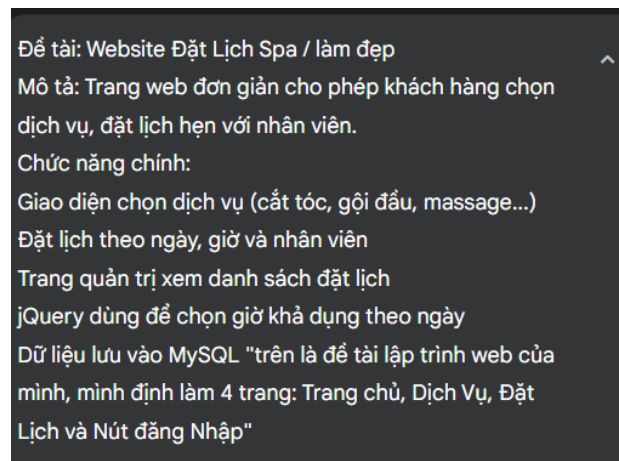 Đề tài: Website Đặt Lịch Spa / làm đẹp
Mô tả: Trang web đơn giản cho phép khách hàng chọn
dịch vụ, đặt lịch hẹn với nhân viên.
Chức năng chính:
Giao diện chọn dịch vụ (cắt tóc, gội đầu, massage...)
Đặt lịch theo ngày, giờ và nhân viên
Trang quản trị xem danh sách đặt lịch
jQuery dùng để chọn giờ khả dụng theo ngày
Dữ liệu lưu vào MySQL "trên là đề tài lập trình web của
mình, mình định làm 4 trang: Trang chủ, Dịch Vụ, Đặt
Lịch và Nút đăng Nhập"